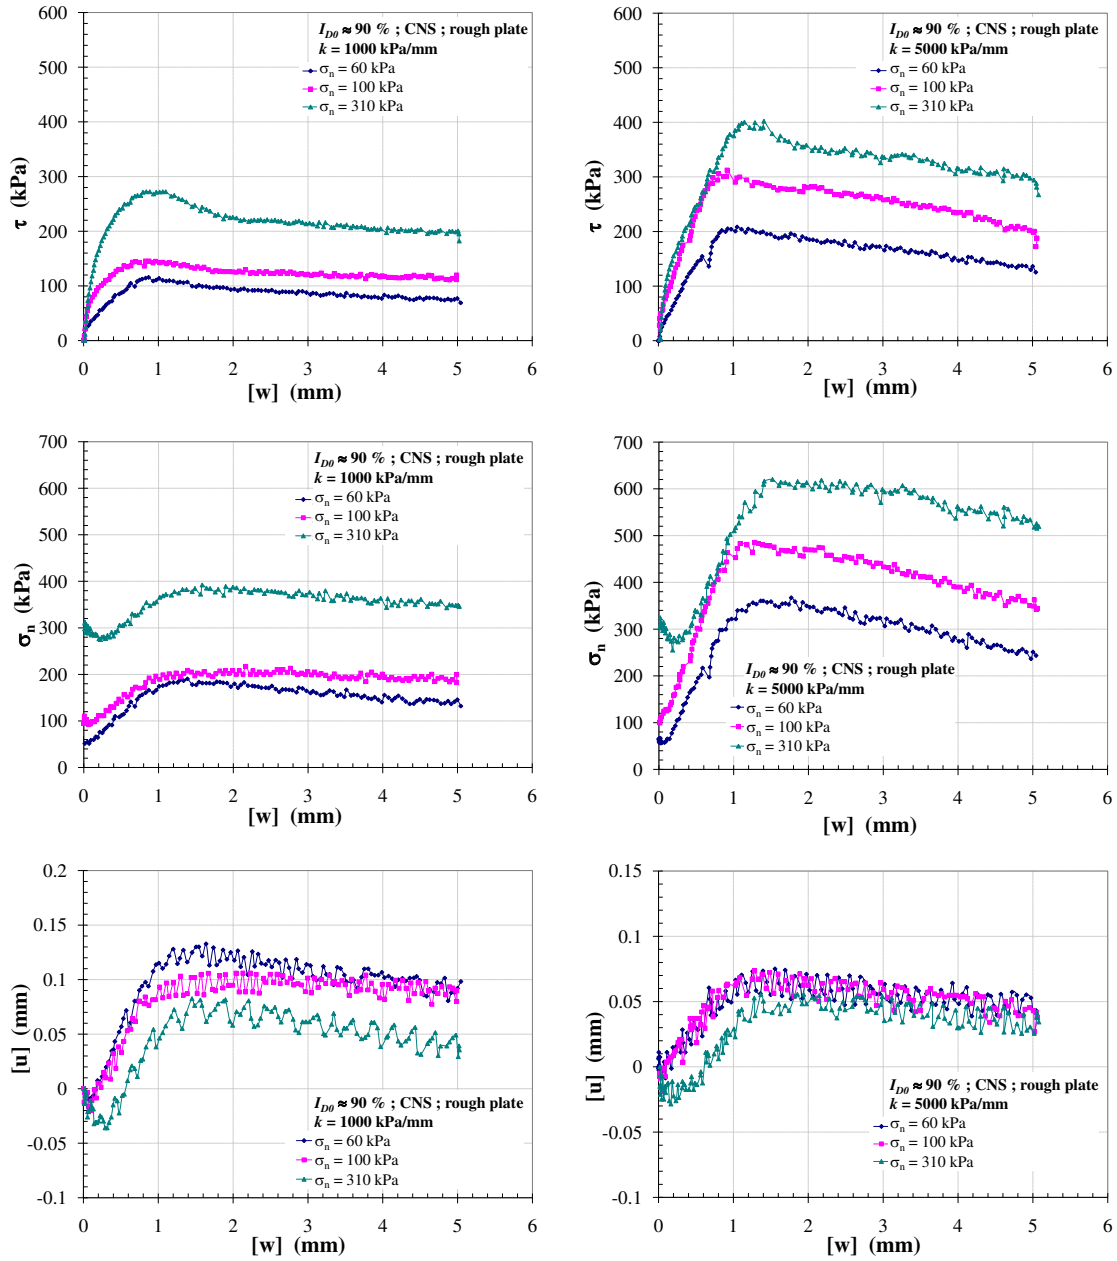 600
500
400
300
200
100
0
0 1 2 3 4 5 6
τ (kPa)
[w] (mm)
I_D0 ≈ 90 % ; CNS ; rough plate
k = 1000 kPa/mm
σn = 60 kPa
σn = 100 kPa
σn = 310 kPa
600
500
400
300
200
100
0
0 1 2 3 4 5 6
τ (kPa)
[w] (mm)
I_D0 ≈ 90 % ; CNS ; rough plate
k = 5000 kPa/mm
σn = 60 kPa
σn = 100 kPa
σn = 310 kPa
700
600
500
400
300
200
100
0
0 1 2 3 4 5 6
σn (kPa)
[w] (mm)
I_D0 ≈ 90 % ; CNS ; rough plate
k = 1000 kPa/mm
σn = 60 kPa
σn = 100 kPa
σn = 310 kPa
700
600
500
400
300
200
100
0
0 1 2 3 4 5 6
σn (kPa)
[w] (mm)
I_D0 ≈ 90 % ; CNS ; rough plate
k = 5000 kPa/mm
σn = 60 kPa
σn = 100 kPa
σn = 310 kPa
0.2
0.15
0.1
0.05
0
-0.05
-0.1
0 1 2 3 4 5 6
[u] (mm)
[w] (mm)
I_D0 ≈ 90 % ; CNS ; rough plate
k = 1000 kPa/mm
σn = 60 kPa
σn = 100 kPa
σn = 310 kPa
0.15
0.1
0.05
0
-0.05
-0.1
0 1 2 3 4 5 6
[u] (mm)
[w] (mm)
I_D0 ≈ 90 % ; CNS ; rough plate
k = 5000 kPa/mm
σn = 60 kPa
σn = 100 kPa
σn = 310 kPa